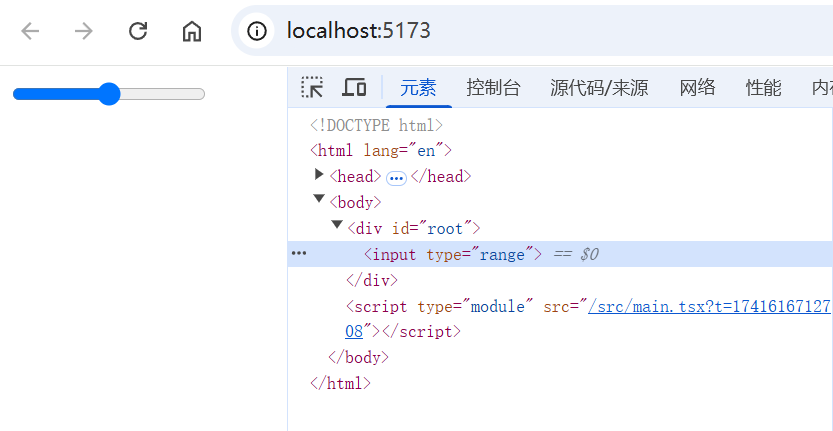 localhost:5173
元素 控制台 源代码/来源 网络 性能 内存
<!DOCTYPE html>
<html lang="en">
<head> ••• </head>
<body>
<div id="root">
••• <input type="range"> == $0
</div>
<script type="module" src="/src/main.tsx?t=17416167127
08"></script>
</body>
</html>